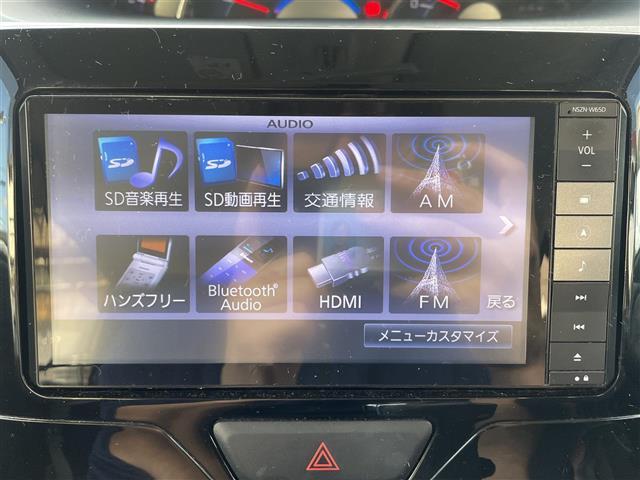 NSZN-W65D
AUDIO
+
VOL
−
SD
SD音楽再生
SD
SD動画再生
交通情報
AM
ハンズフリー
Bluetooth®
Audio
HDMI
FM
戻る
メニューカスタマイズ